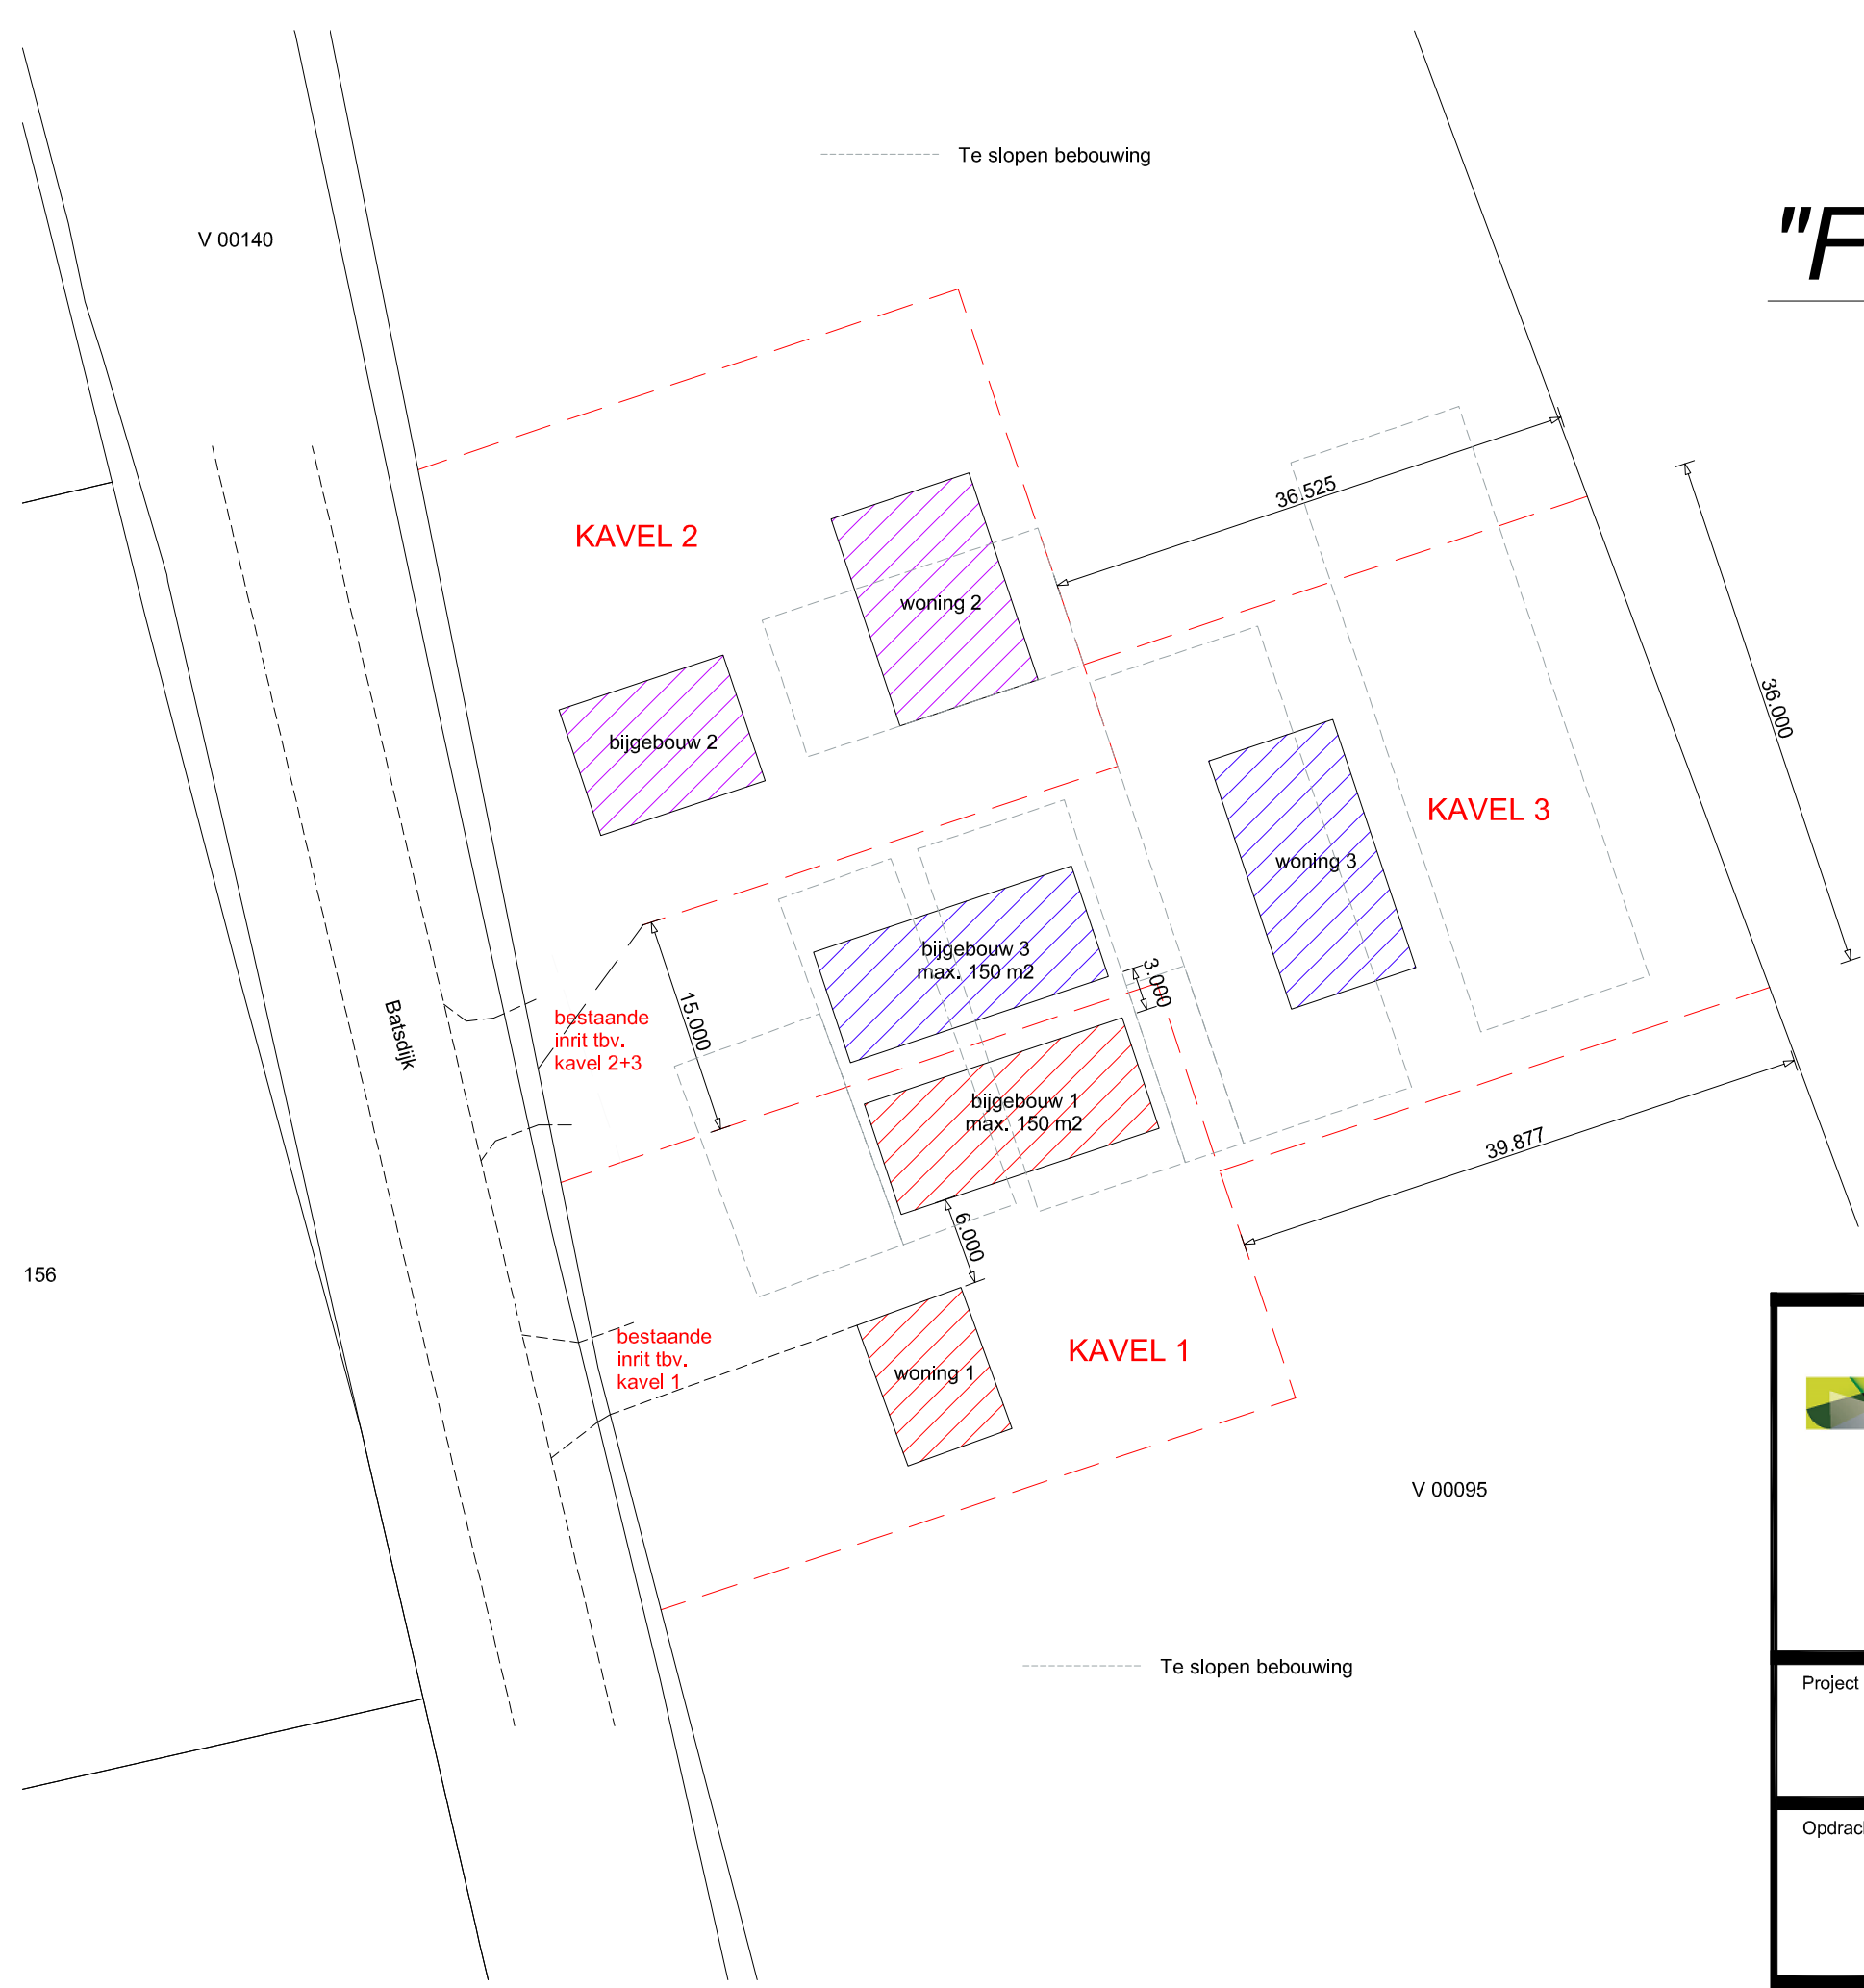 Te slopen bebouwing
V 00140
"F
KAVEL 2
36.525
woning 2
36.000
bijgebouw 2
KAVEL 3
woning 3
bijgebouw 3
max. 150 m2
3.000
15.000
Batsdijk
bestaande
inrit tbv.
kavel 2+3
bijgebouw 1
max. 150 m2
39.877
6.000
156
bestaande
inrit tbv.
kavel 1
KAVEL 1
woning 1
V 00095
Te slopen bebouwing
Project
Opdrac